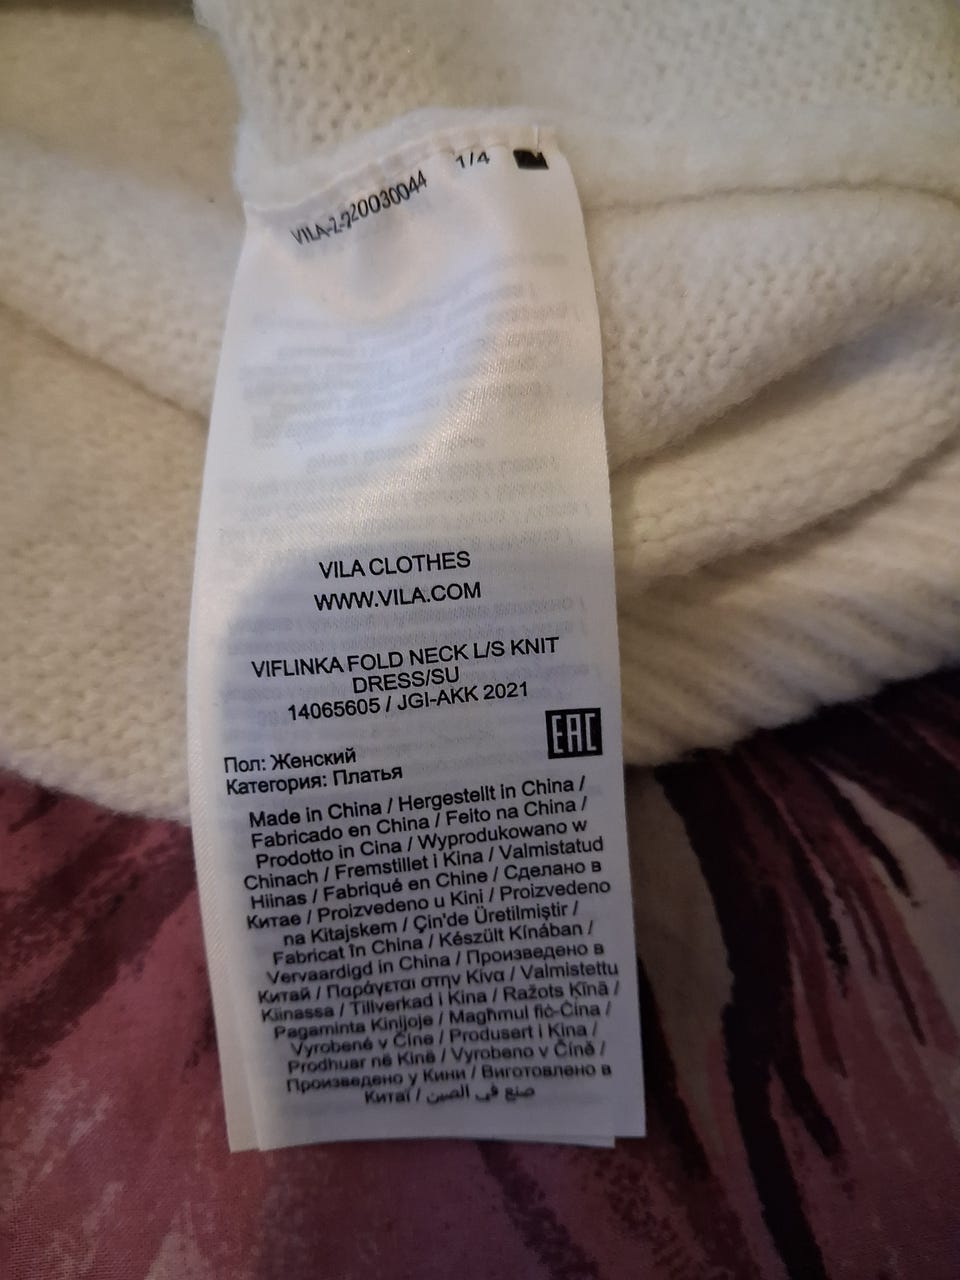 1/4
VILA-2-220030044
VILA CLOTHES
WWW.VILA.COM
VIFLINKA FOLD NECK L/S KNIT
DRESS/SU
14065605 / JGI-AKK 2021
EAC
Пол: Женский
Категория: Платья
Made in China / Hergestellt in China /
Fabricado en China / Feito na China /
Prodotto in Cina / Wyprodukowano w
Chinach / Fremstillet i Kina / Valmistatud
Hiinas / Fabriqué en Chine / Сделано в
Китае / Proizvedeno u Kini / Proizvedeno
na Kitajskem / Çin'de Üretilmiştir /
Fabricat în China / Készült Kínában /
Vervaardigd in China / Произведено в
Китай / Παράγεται στην Κίνα / Valmistettu
Kiinassa / Tillverkad i Kina / Ražots Ķīnā /
Pagaminta Kinijoje / Magħmul fiċ-Ċina /
Vyrobené v Číne / Produsert i Kina /
Prodhuar në Kinë / Vyrobeno v Číně /
Произведено у Кини / Виготовлено в
Китаї / صنع في الصين